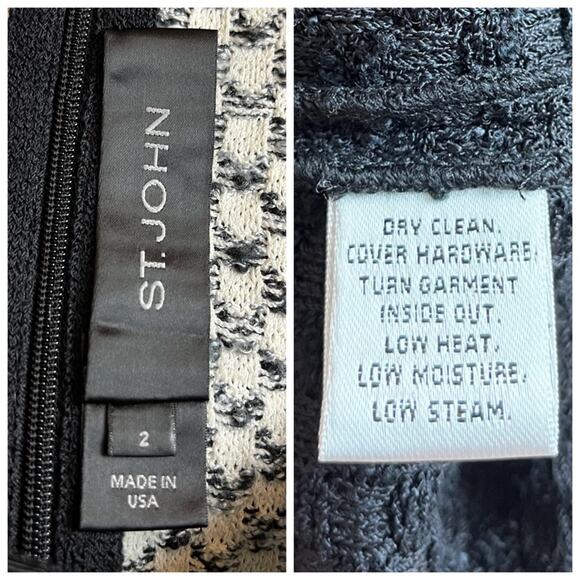 ST. JOHN
2
MADE IN
USA
DRY CLEAN.
COVER HARDWARE,
TURN GARMENT
INSIDE OUT.
LOW HEAT,
LOW MOISTURE,
LOW STEAM.